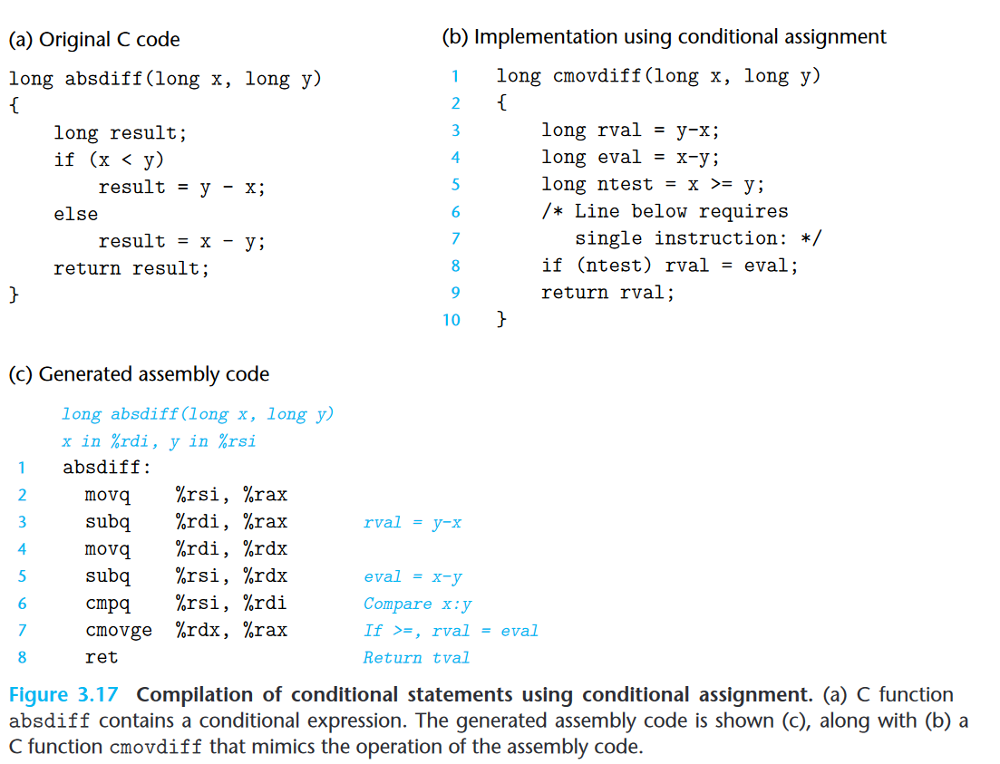 (a) Original C code
long absdiff(long x, long y)
{
    long result;
    if (x < y)
        result = y - x;
    else
        result = x - y;
    return result;
}
(b) Implementation using conditional assignment
1 long cmovdiff(long x, long y)
2 {
3     long rval = y-x;
4     long eval = x-y;
5     long ntest = x >= y;
6     /* Line below requires
7        single instruction: */
8     if (ntest) rval = eval;
9     return rval;
10 }
(c) Generated assembly code
long absdiff(long x, long y)
x in %rdi, y in %rsi
1 absdiff:
2   movq    %rsi, %rax
3   subq    %rdi, %rax    rval = y-x
4   movq    %rdi, %rdx
5   subq    %rsi, %rdx    eval = x-y
6   cmpq    %rsi, %rdi    Compare x:y
7   cmovge  %rdx, %rax    If >=, rval = eval
8   ret    Return tval
Figure 3.17 Compilation of conditional statements using conditional assignment. (a) C function
absdiff contains a conditional expression. The generated assembly code is shown (c), along with (b) a
C function cmovdiff that mimics the operation of the assembly code.